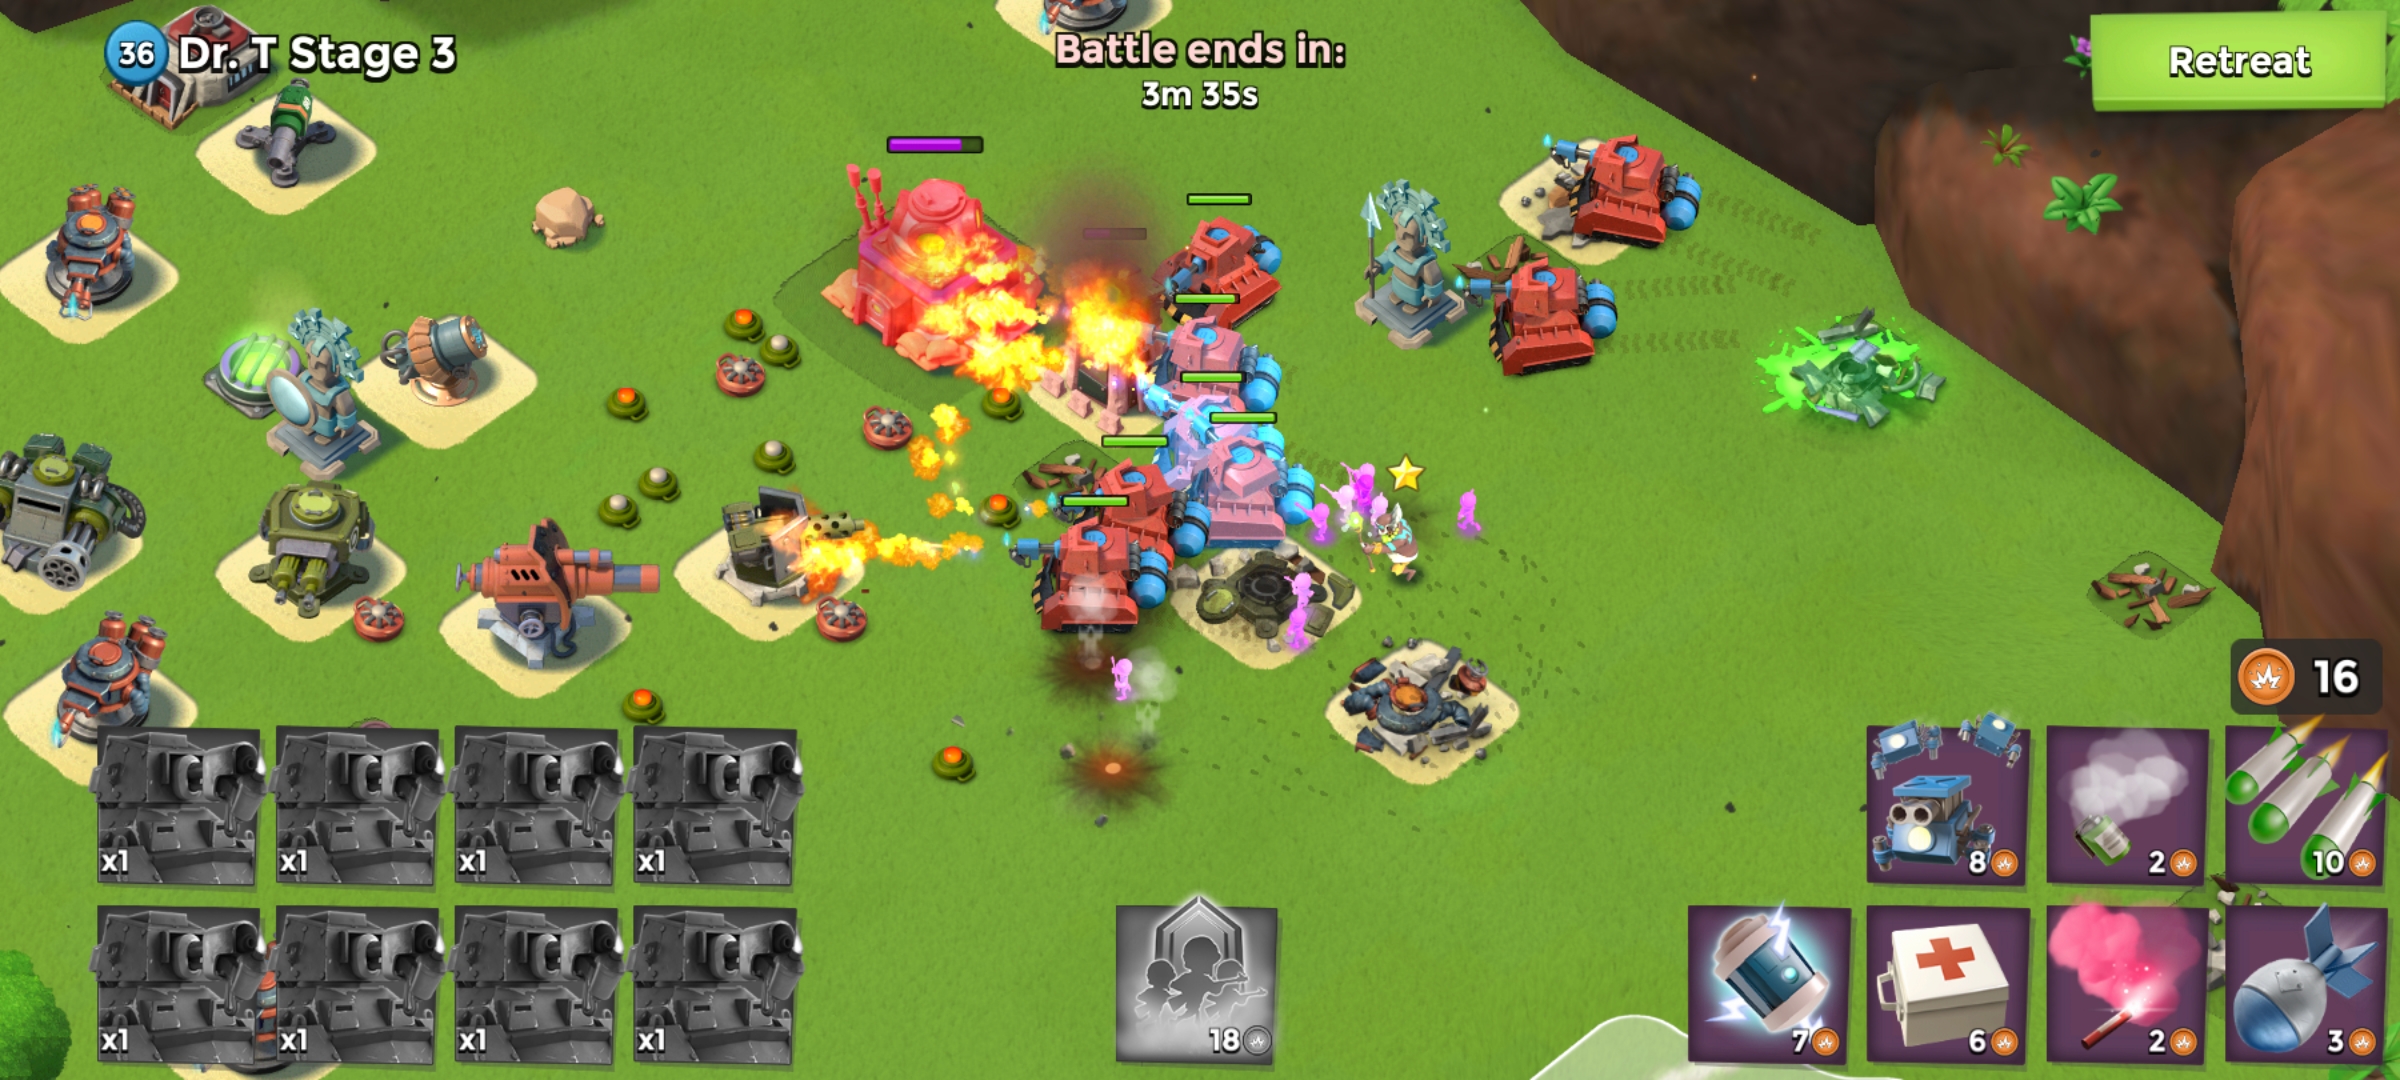 36 Dr. T Stage 3
Battle ends in:
3m 35s
Retreat
16
x1 x1 x1 x1
8 2 10
x1 x1 x1 x1
18
7 6 2 3